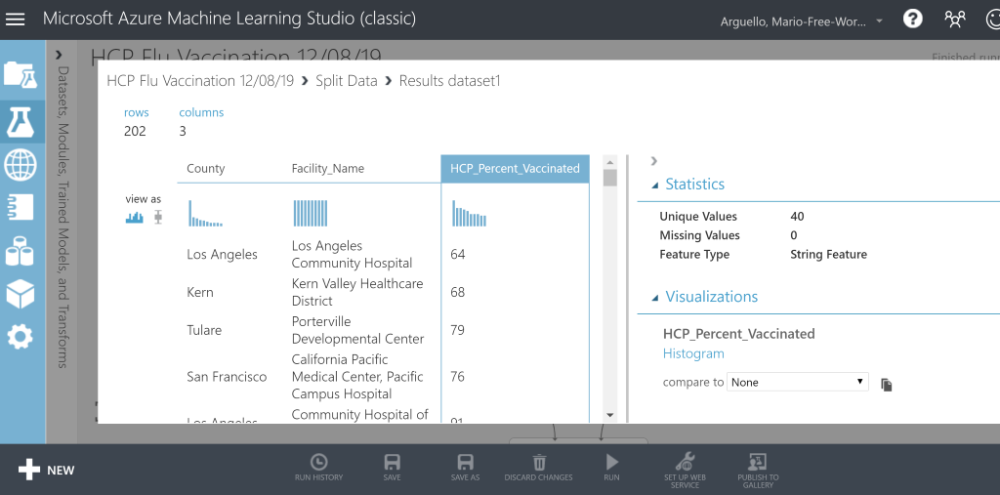 Microsoft Azure Machine Learning Studio (classic)
Arguello, Mario-Free-Wor...
?
HCP Flu Vaccination 12/08/19
Finished runn
Datasets, Modules, Trained Models, and Transforms
HCP Flu Vaccination 12/08/19 > Split Data > Results dataset1
rows
columns
202
3
County
Facility_Name
HCP_Percent_Vaccinated
view as
Los Angeles
Los Angeles
Community Hospital
64
Kern
Kern Valley Healthcare
District
68
Tulare
Porterville
Developmental Center
79
San Francisco
California Pacific
Medical Center, Pacific
Campus Hospital
76
Los Angeles
Community Hospital of
91
Statistics
Unique Values 40
Missing Values 0
Feature Type String Feature
Visualizations
HCP_Percent_Vaccinated
Histogram
compare to None
NEW
RUN HISTORY
SAVE
SAVE AS
DISCARD CHANGES
RUN
SET UP WEB
SERVICE
PUBLISH TO
GALLERY